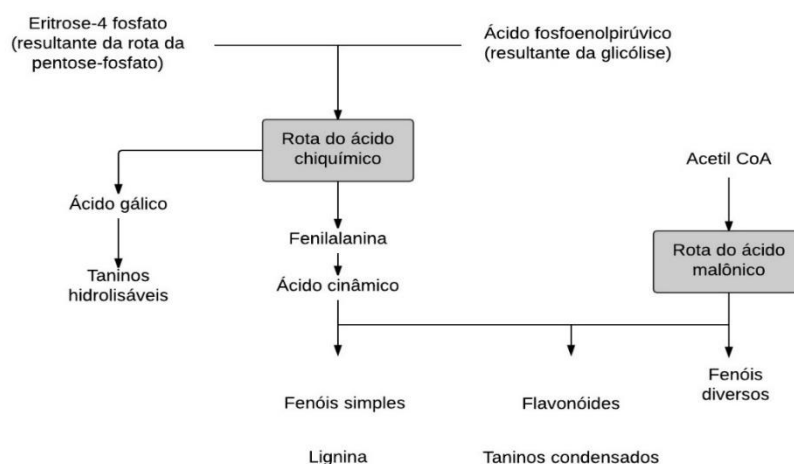 Eritrose-4 fosfato
(resultante da rota da
pentose-fosfato)
Ácido fosfoenolpirúvico
(resultante da glicólise)
Rota do ácido
chiquímico
Acetil CoA
Ácido gálico
Fenilalanina
Rota do ácido
malônico
Taninos
hidrolisáveis
Ácido cinâmico
Fenóis simples
Flavonóides
Fenóis
diversos
Lignina
Taninos condensados